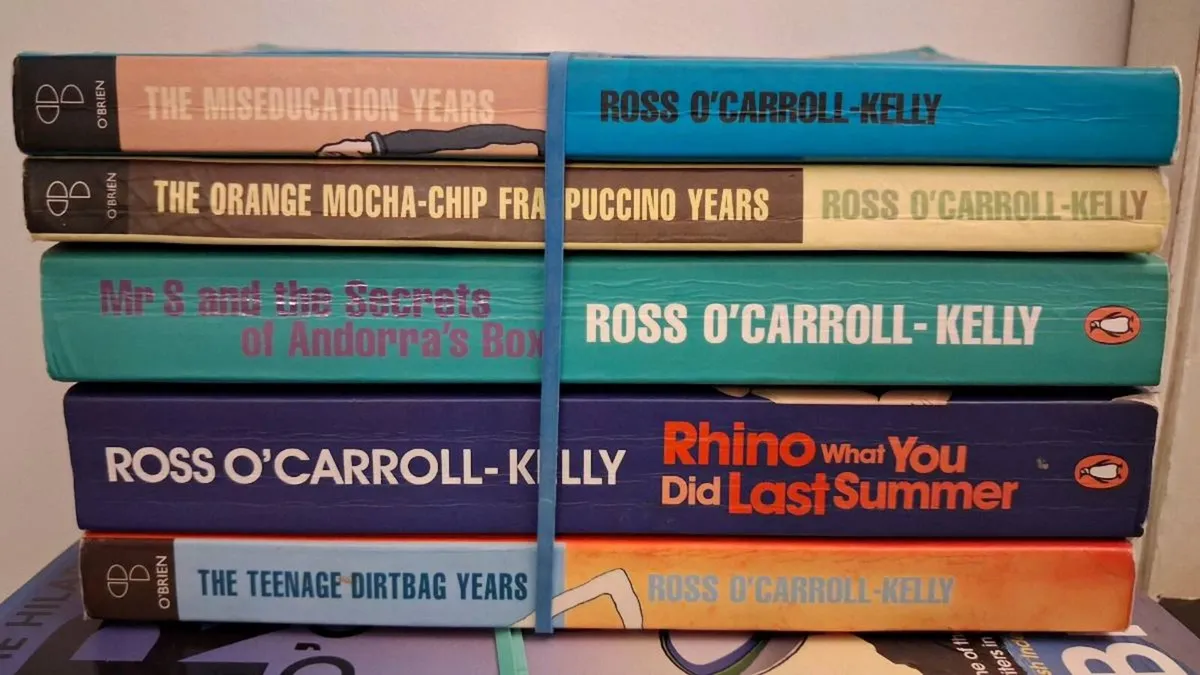 O'BRIEN
THE MISEDUCATION YEARS
ROSS O'CARROLL-KELLY
O'BRIEN
THE ORANGE MOCHA-CHIP FRAPPUCCINO YEARS
ROSS O'CARROLL-KELLY
Mr S and the Secrets
of Andorra's Box
ROSS O'CARROLL-KELLY
ROSS O'CARROLL-KELLY
Rhino What You
Did Last Summer
O'BRIEN
THE TEENAGE DIRTBAG YEARS
ROSS O'CARROLL-KELLY